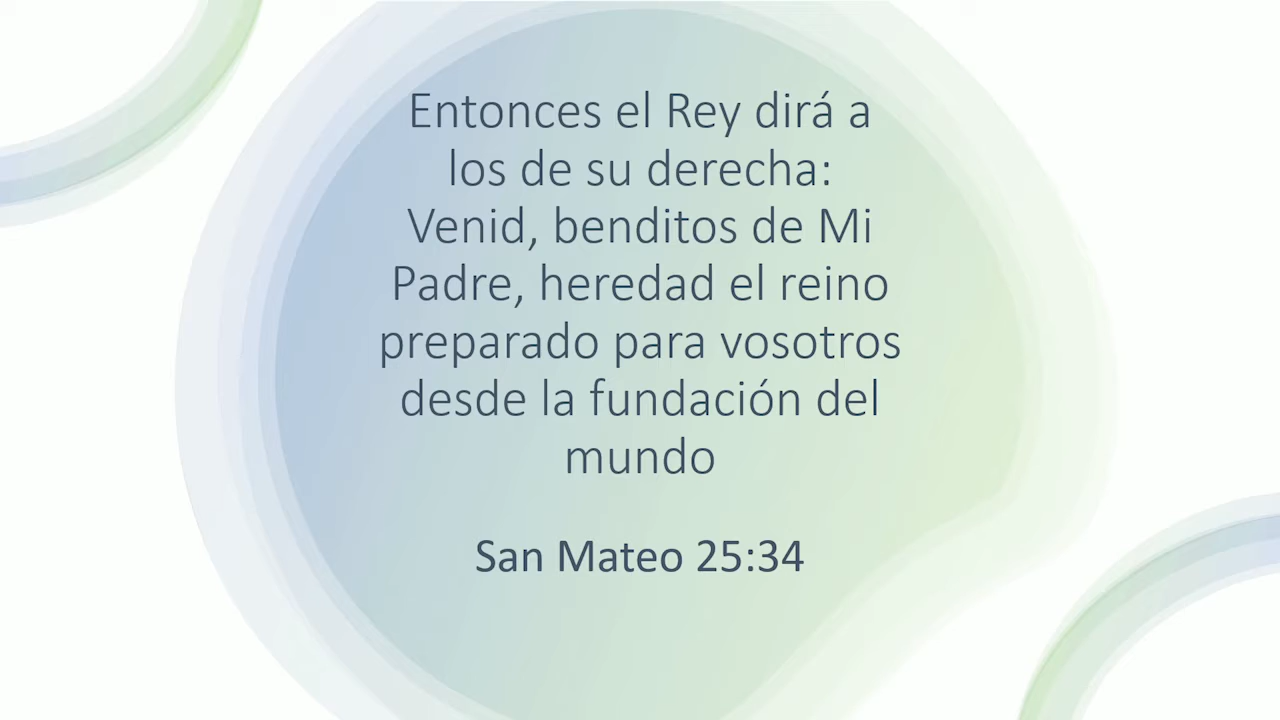 Entonces el Rey dirá a
los de su derecha:
Venid, benditos de Mi
Padre, heredad el reino
preparado para vosotros
desde la fundación del
mundo
San Mateo 25:34